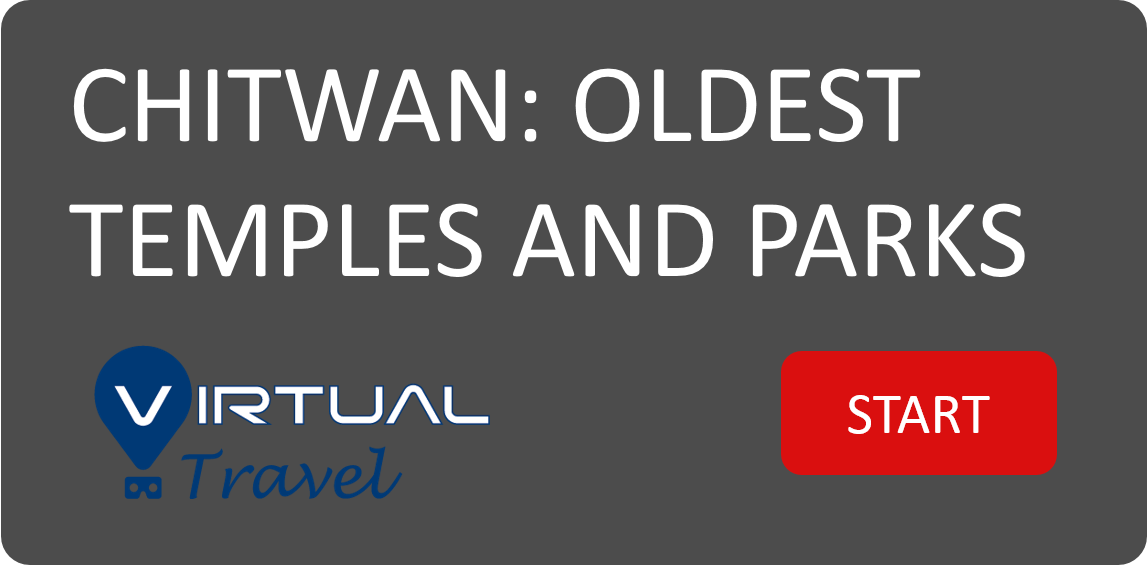 CHITWAN: OLDEST
TEMPLES AND PARKS
VIRTUAL
Travel
START